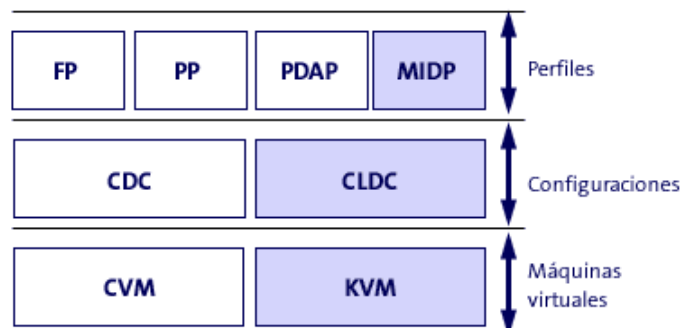 FP PP PDAP MIDP Perfiles
CDC CLDC Configuraciones
CVM KVM Máquinas
virtuales